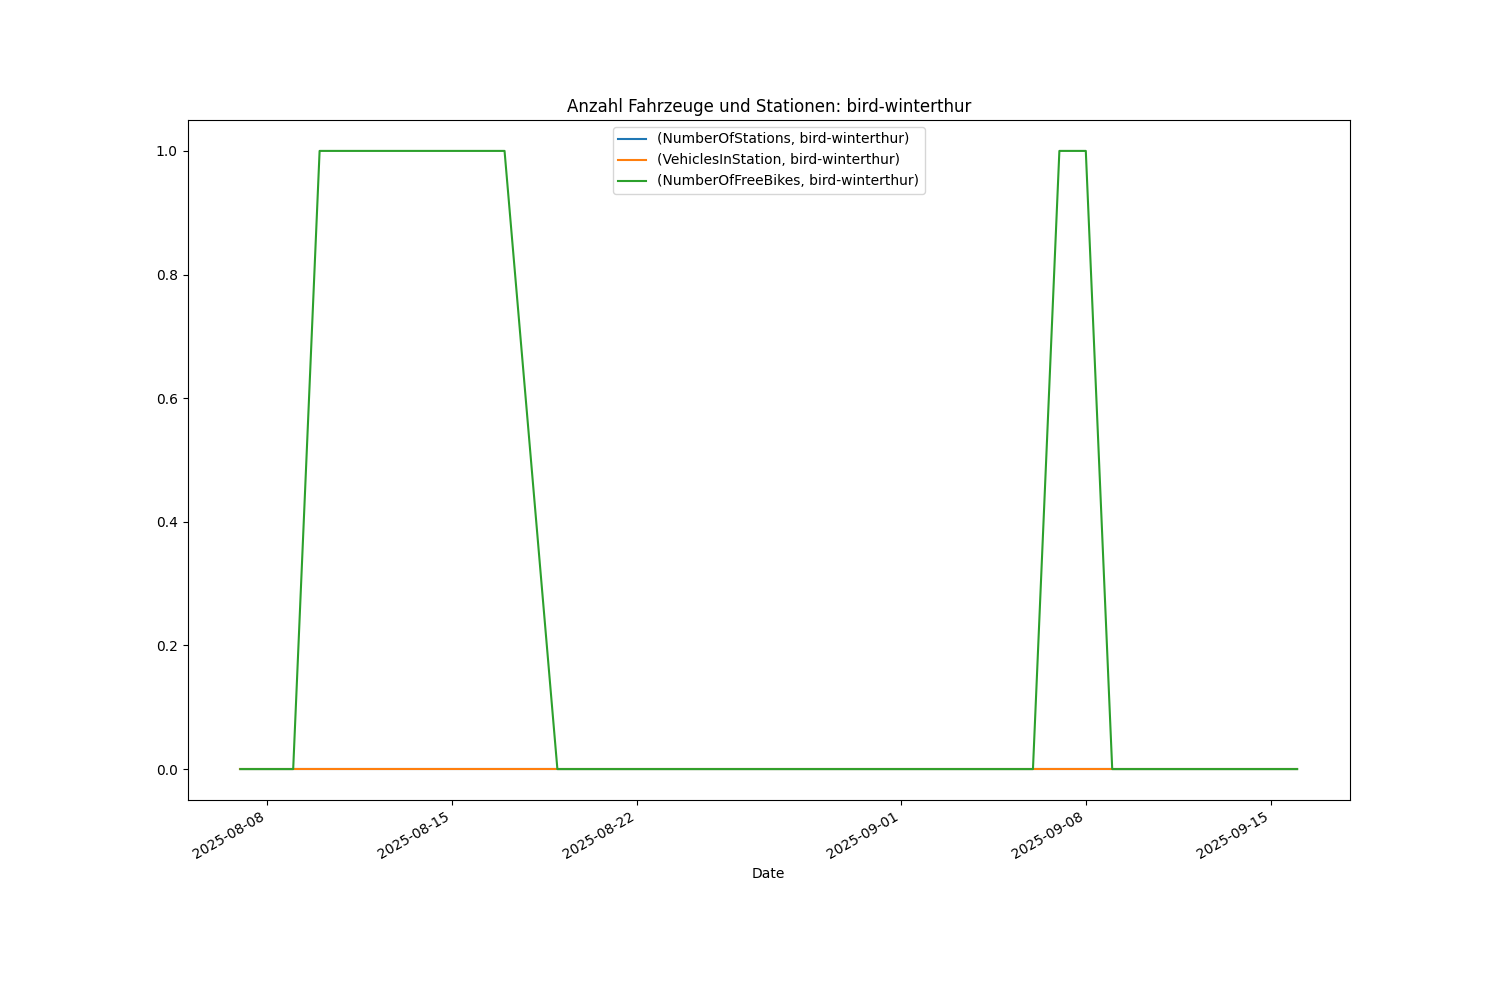 Anzahl Fahrzeuge und Stationen: bird-winterthur
(NumberOfStations, bird-winterthur)
(VehiclesInStation, bird-winterthur)
(NumberOfFreeBikes, bird-winterthur)
1.0
0.8
0.6
0.4
0.2
0.0
2025-08-08
2025-08-15
2025-08-22
2025-09-01
2025-09-08
2025-09-15
Date